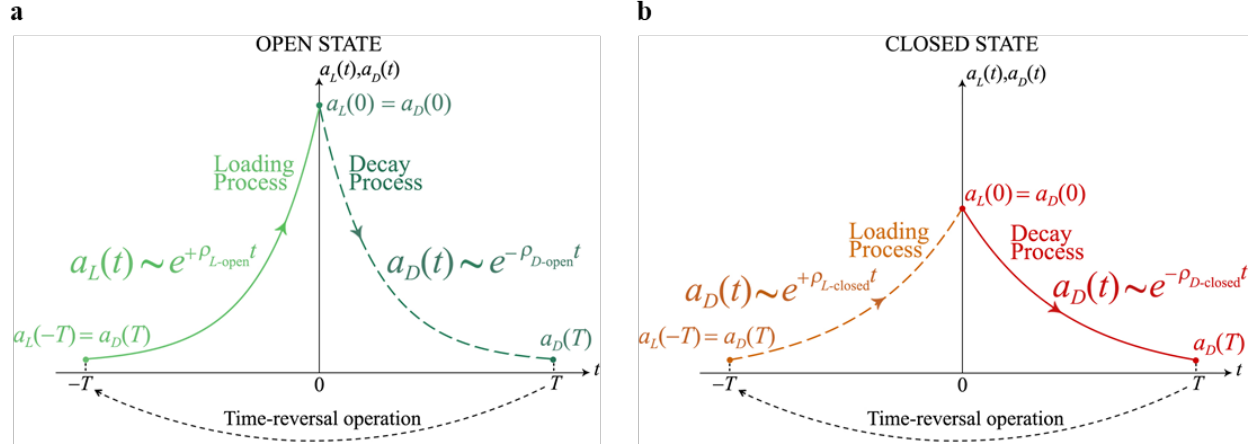 a
OPEN STATE
a_L(t),a_D(t)
a_L(0) = a_D(0)
Loading
Process
Decay
Process
a_L(t) ~ e^{+ρ_{L-open}t}
a_D(t) ~ e^{-ρ_{D-open}t}
a_L(-T) = a_D(T)
a_D(T)
-T
0
T
t
Time-reversal operation
b
CLOSED STATE
a_L(t),a_D(t)
a_L(0) = a_D(0)
Loading
Process
Decay
Process
a_D(t) ~ e^{+ρ_{L-closed}t}
a_D(t) ~ e^{-ρ_{D-closed}t}
a_L(-T) = a_D(T)
a_D(T)
-T
0
T
t
Time-reversal operation